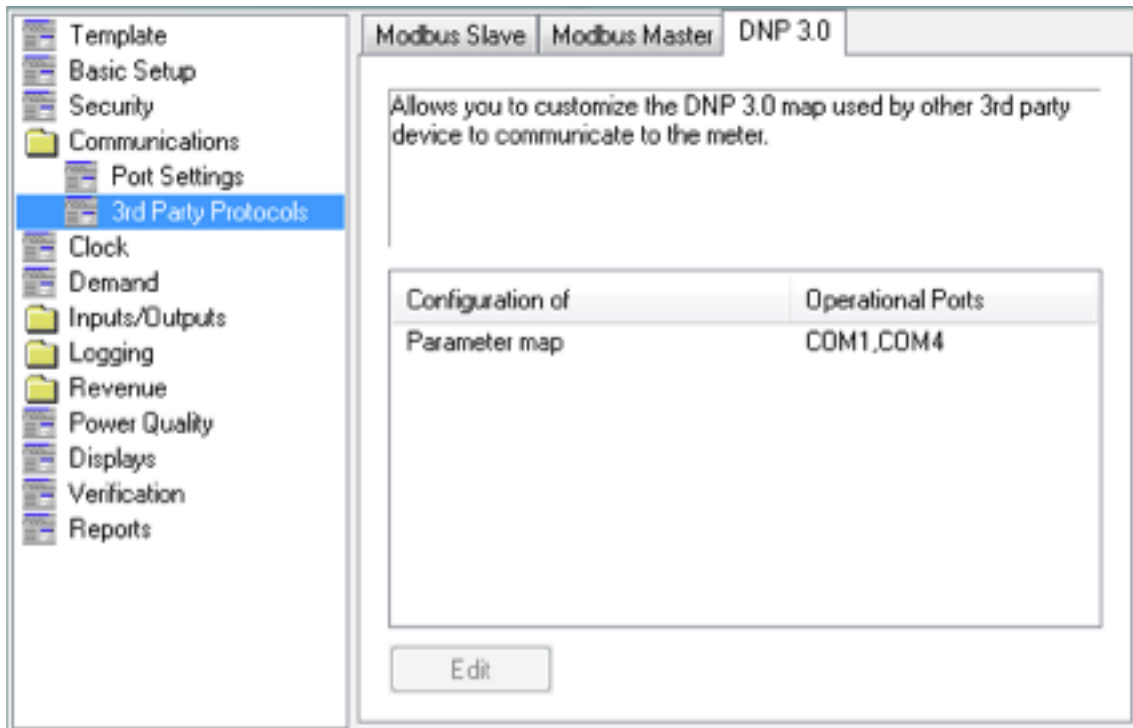 Template
Basic Setup
Security
Communications
Port Settings
3rd Party Protocols
Clock
Demand
Inputs/Outputs
Logging
Revenue
Power Quality
Displays
Verification
Reports
Modbus Slave Modbus Master DNP 3.0
Allows you to customize the DNP 3.0 map used by other 3rd party
device to communicate to the meter.
Configuration of Operational Ports
Parameter map COM1,COM4
Edit